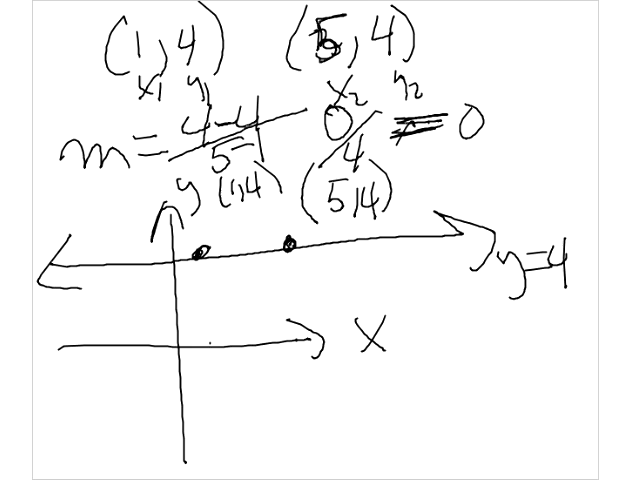 (1,4) (5,4)
x1 y1 x2 y2
m = 4-4/5-1 0/4 = 0
y (1,4) (5,4)
y=4
x